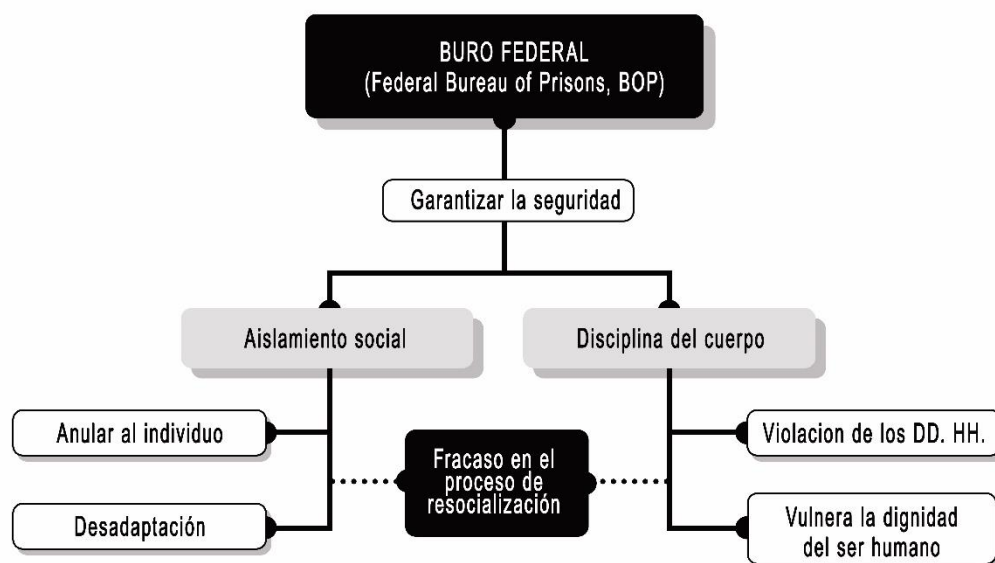 BURO FEDERAL
(Federal Bureau of Prisons, BOP)
Garantizar la seguridad
Aislamiento social
Disciplina del cuerpo
Anular al individuo
Desadaptación
Fracaso en el
proceso de
resocialización
Violacion de los DD. HH.
Vulnera la dignidad
del ser humano